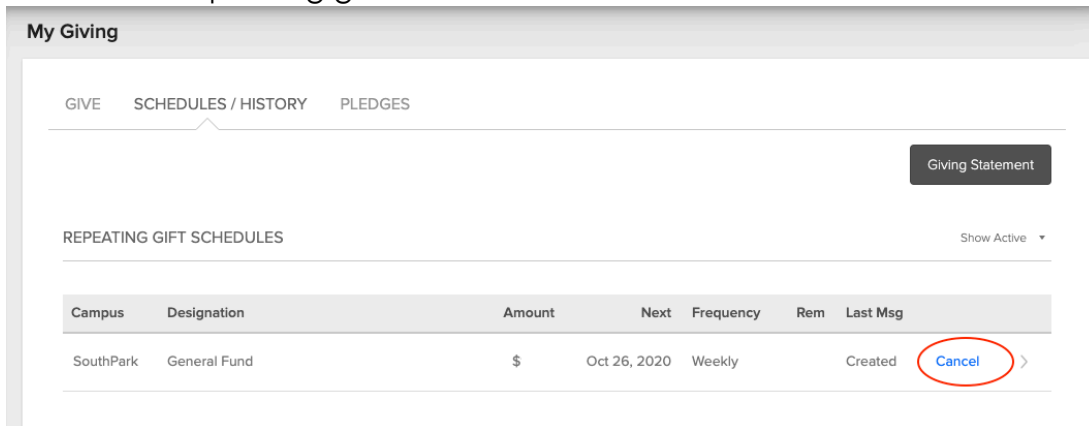 My Giving
GIVE SCHEDULES / HISTORY PLEDGES
Giving Statement
REPEATING GIFT SCHEDULES Show Active
Campus Designation Amount Next Frequency Rem Last Msg
SouthPark General Fund $ Oct 26, 2020 Weekly Created Cancel